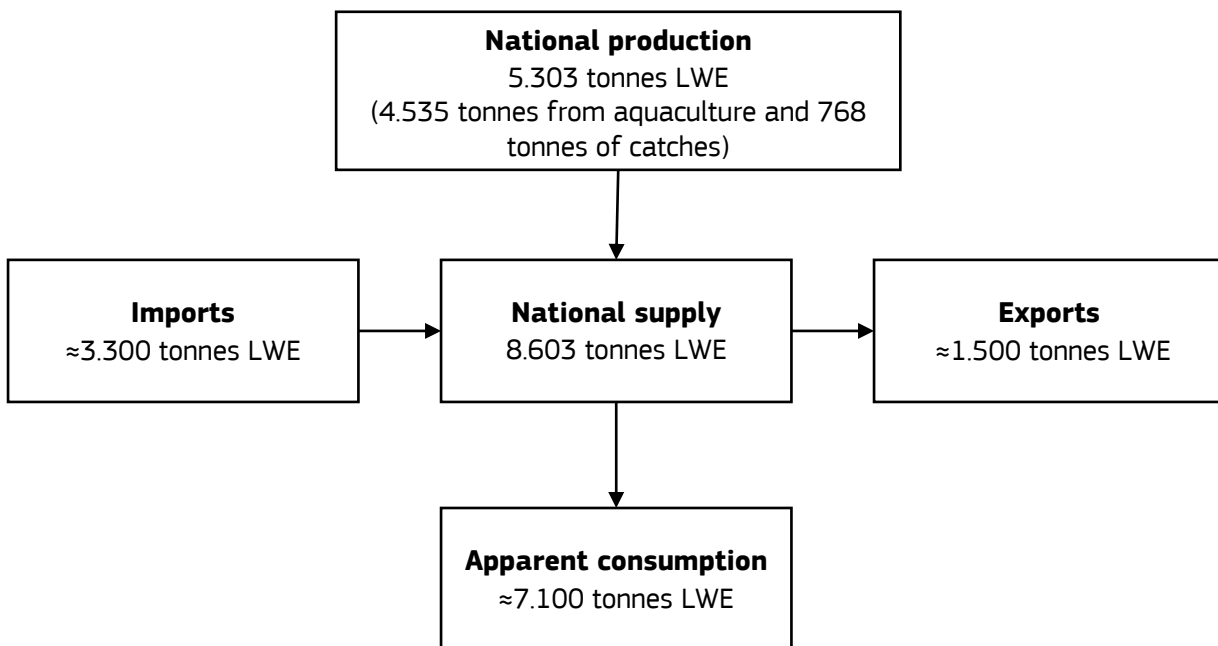 National production
5.303 tonnes LWE
(4.535 tonnes from aquaculture and 768
tonnes of catches)
Imports
≈3.300 tonnes LWE
National supply
8.603 tonnes LWE
Exports
≈1.500 tonnes LWE
Apparent consumption
≈7.100 tonnes LWE